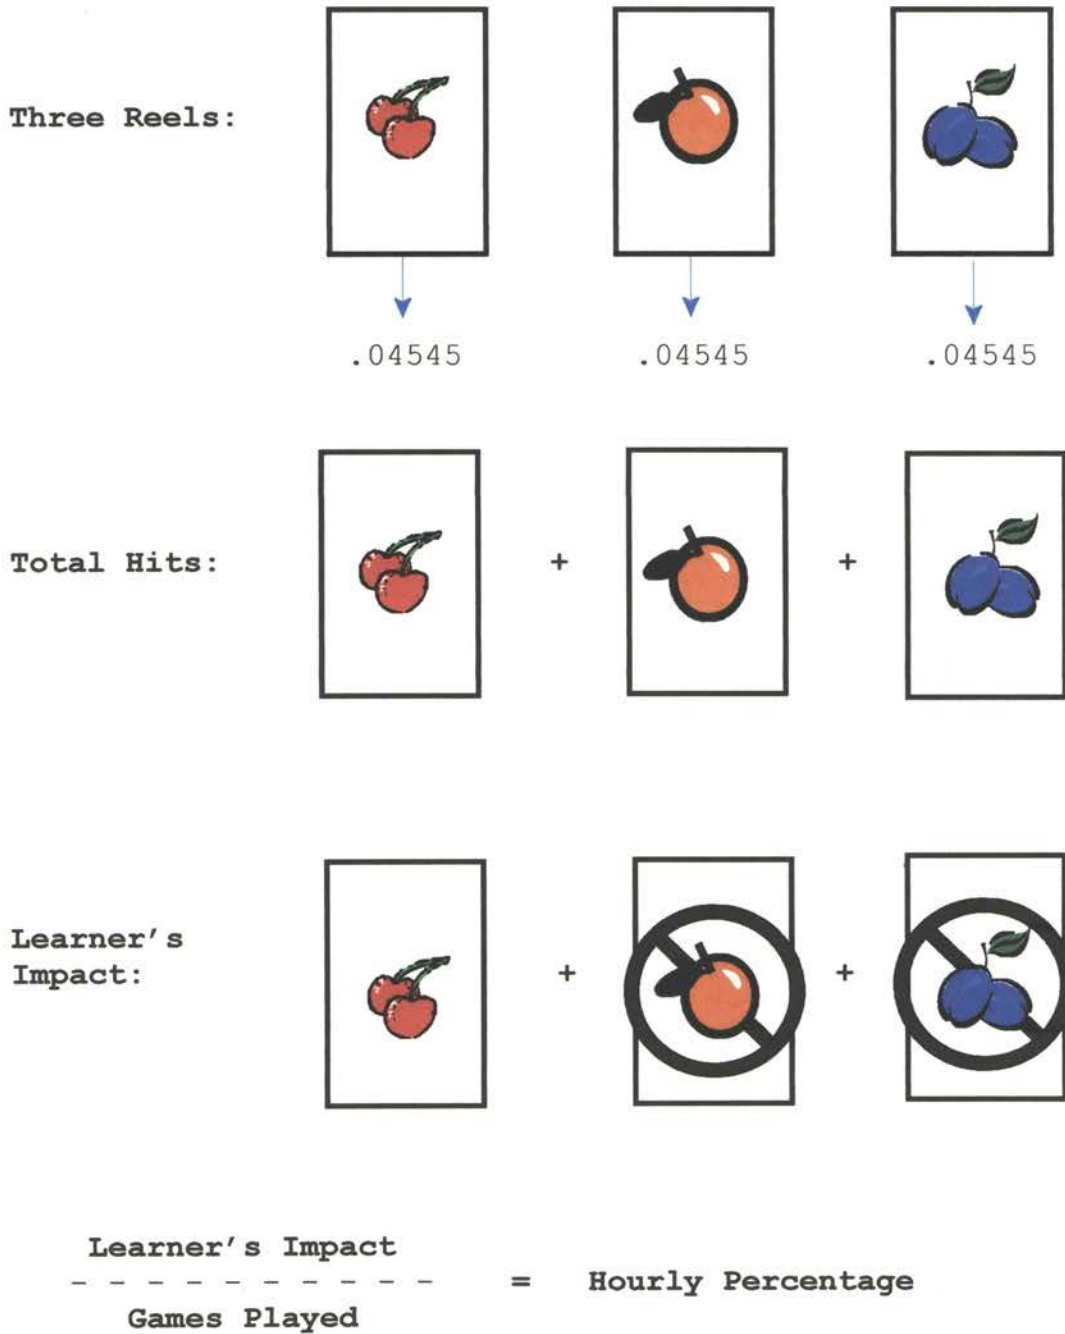 Three Reels:
.04545 .04545 .04545
Total Hits: + +
Learner's
Impact: + +
Learner's Impact
- - - - - - - - - -
= Hourly Percentage
Games Played